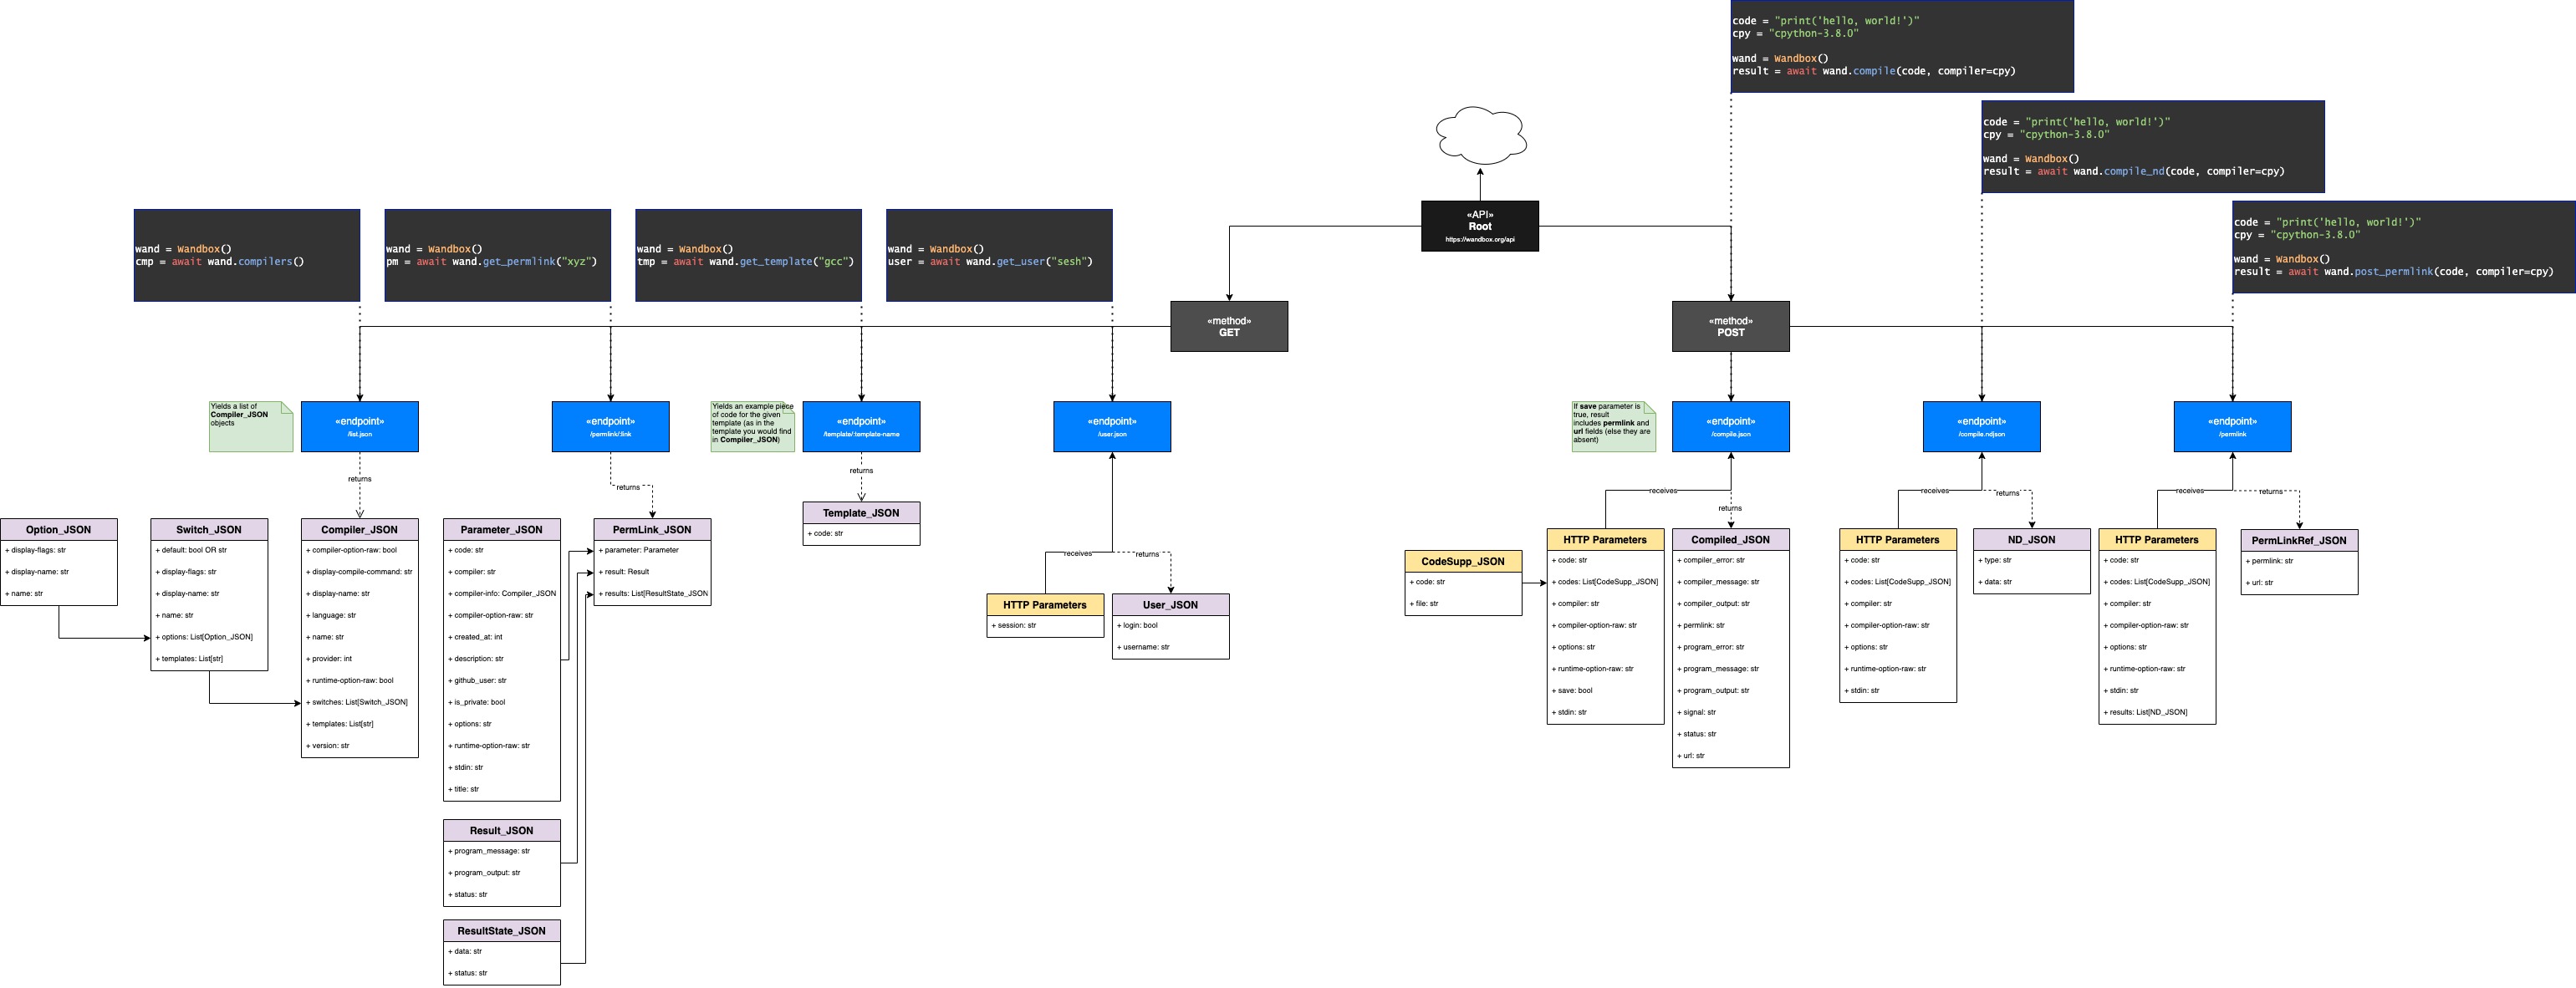 code = "print('hello, world!')"
cpy = "cpython-3.8.0"
wand = Wandbox()
result = await wand.compile(code, compiler=cpy)
code = "print('hello, world!')"
cpy = "cpython-3.8.0"
wand = Wandbox()
result = await wand.compile_nd(code, compiler=cpy)
code = "print('hello, world!')"
cpy = "cpython-3.8.0"
wand = Wandbox()
result = await wand.post_permlink(code, compiler=cpy)
«API»
Root
https://wandbox.org/api
wand = Wandbox()
cmp = await wand.compilers()
wand = Wandbox()
pm = await wand.get_permlink("xyz")
wand = Wandbox()
tmp = await wand.get_template("gcc")
wand = Wandbox()
user = await wand.get_user("sesh")
«method»
GET
«method»
POST
Yields a list of
Compiler_JSON
objects
«endpoint»
/list.json
«endpoint»
/permlink/:link
Yields an example piece
of code for the given
template (as in the
template you would find
in Compiler_JSON)
«endpoint»
/template/:template-name
«endpoint»
/user.json
If save parameter is
true, result
includes permlink and
url fields (else they are
absent)
«endpoint»
/compile.json
«endpoint»
/compile.ndjson
«endpoint»
/permlink
returns
returns
returns
receives
returns
receives
returns
receives
returns
receives
returns
Option_JSON
+ display-flags: str
+ display-name: str
+ name: str
Switch_JSON
+ default: bool OR str
+ display-flags: str
+ display-name: str
+ name: str
+ options: List[Option_JSON]
+ templates: List[str]
Compiler_JSON
+ compiler-option-raw: bool
+ display-compile-command: str
+ display-name: str
+ language: str
+ name: str
+ provider: int
+ runtime-option-raw: bool
+ switches: List[Switch_JSON]
+ templates: List[str]
+ version: str
Parameter_JSON
+ code: str
+ compiler: str
+ compiler-info: Compiler_JSON
+ compiler-option-raw: str
+ created_at: int
+ description: str
+ github_user: str
+ is_private: bool
+ options: str
+ runtime-option-raw: str
+ stdin: str
+ title: str
PermLink_JSON
+ parameter: Parameter
+ result: Result
+ results: List[ResultState_JSON
Result_JSON
+ program_message: str
+ program_output: str
+ status: str
ResultState_JSON
+ data: str
+ status: str
Template_JSON
+ code: str
HTTP Parameters
+ session: str
User_JSON
+ login: bool
+ username: str
CodeSupp_JSON
+ code: str
+ file: str
HTTP Parameters
+ code: str
+ codes: List[CodeSupp_JSON]
+ compiler: str
+ compiler-option-raw: str
+ options: str
+ runtime-option-raw: str
+ save: bool
+ stdin: str
Compiled_JSON
+ compiler_error: str
+ compiler_message: str
+ compiler_output: str
+ permlink: str
+ program_error: str
+ program_message: str
+ program_output: str
+ signal: str
+ status: str
+ url: str
HTTP Parameters
+ code: str
+ codes: List[CodeSupp_JSON]
+ compiler: str
+ compiler-option-raw: str
+ options: str
+ runtime-option-raw: str
+ stdin: str
ND_JSON
+ type: str
+ data: str
HTTP Parameters
+ code: str
+ codes: List[CodeSupp_JSON]
+ compiler: str
+ compiler-option-raw: str
+ options: str
+ runtime-option-raw: str
+ stdin: str
+ results: List[ND_JSON]
PermLinkRef_JSON
+ permlink: str
+ url: str